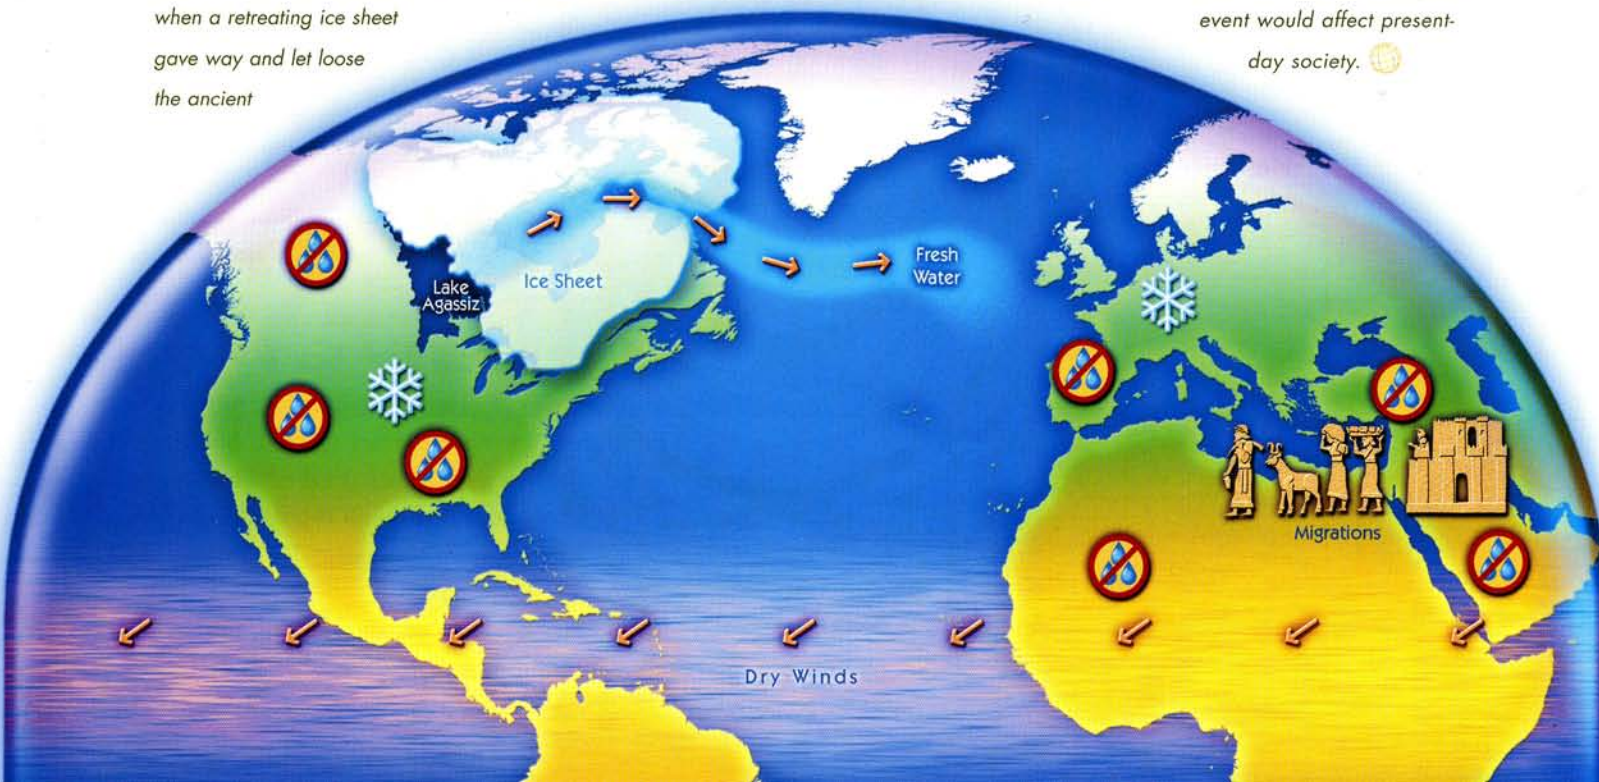 when a retreating ice sheet
gave way and let loose
the ancient
event would affect present-
day society.
Fresh
Water
Lake
Agassiz
Ice Sheet
Migrations
Dry Winds